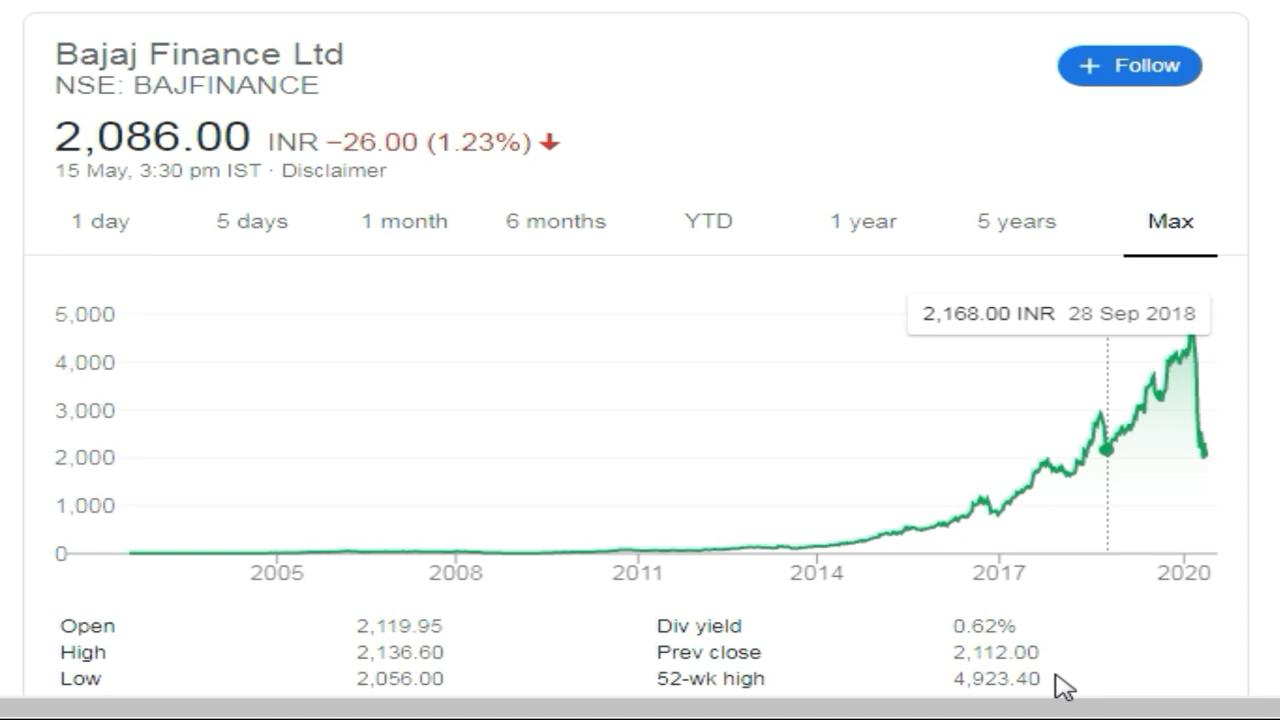 Bajaj Finance Ltd
NSE: BAJFINANCE
+ Follow
2,086.00 INR −26.00 (1.23%)
15 May, 3:30 pm IST · Disclaimer
1 day 5 days 1 month 6 months YTD 1 year 5 years Max
2,168.00 INR 28 Sep 2018
5,000
4,000
3,000
2,000
1,000
0
2005 2008 2011 2014 2017 2020
Open 2,119.95 Div yield 0.62%
High 2,136.60 Prev close 2,112.00
Low 2,056.00 52-wk high 4,923.40